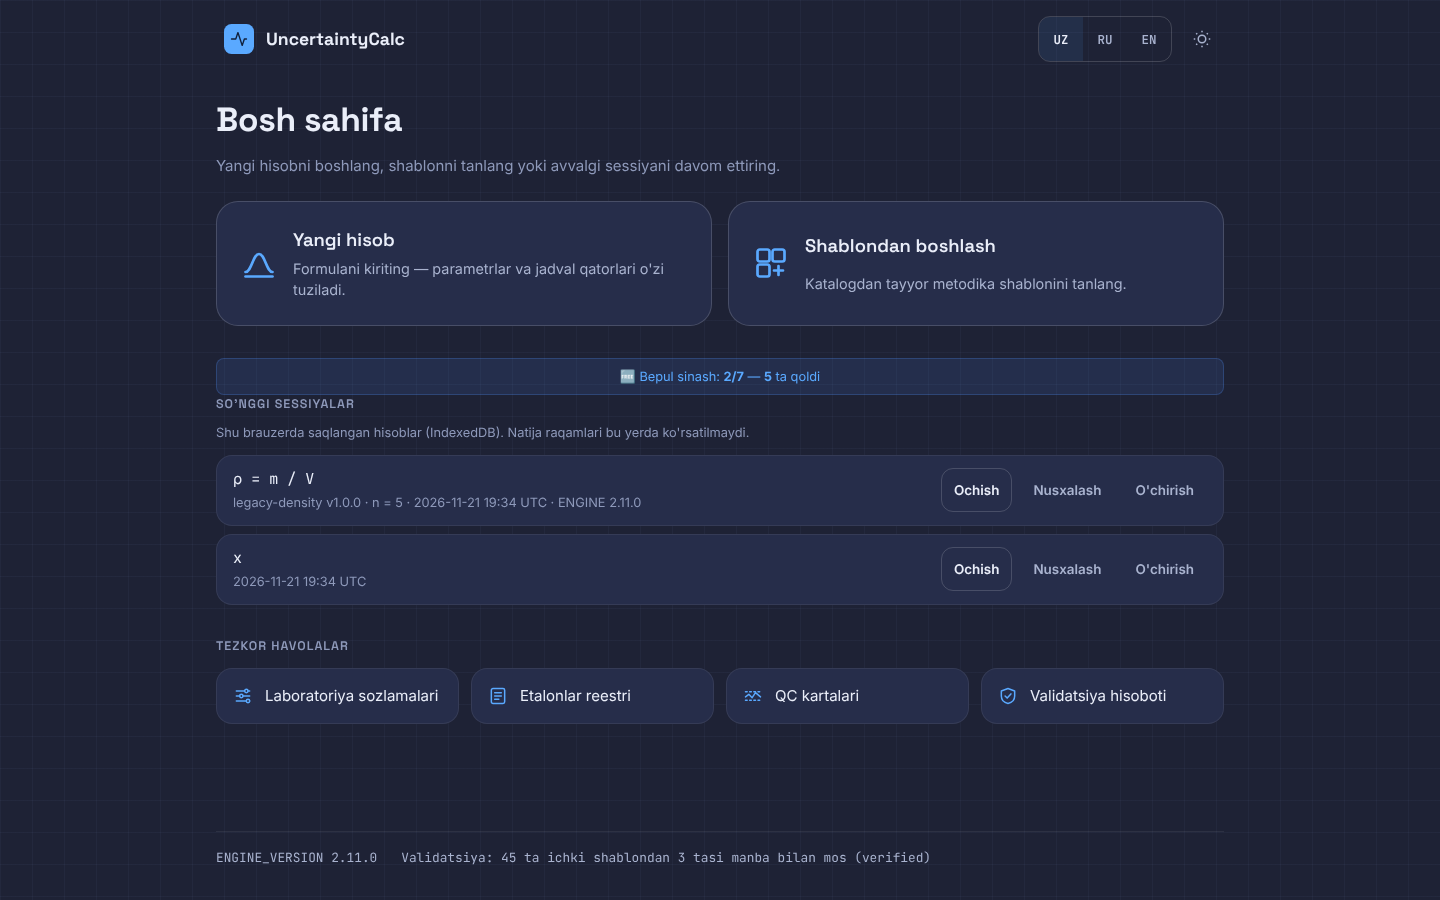 UncertaintyCalc
UZ RU EN
Bosh sahifa
Yangi hisobni boshlang, shablonni tanlang yoki avvalgi sessiyani davom ettiring.
Yangi hisob
Formulani kiriting — parametrlar va jadval qatorlari o'zi
tuziladi.
Shablondan boshlash
Katalogdan tayyor metodika shablonini tanlang.
🆓 Bepul sinash: 2/7 — 5 ta qoldi
SO'NGGI SESSIYALAR
Shu brauzerda saqlangan hisoblar (IndexedDB). Natija raqamlari bu yerda ko'rsatilmaydi.
ρ = m / V
legacy-density v1.0.0 · n = 5 · 2026-11-21 19:34 UTC · ENGINE 2.11.0
Ochish Nusxalash O'chirish
x
2026-11-21 19:34 UTC
Ochish Nusxalash O'chirish
TEZKOR HAVOLALAR
Laboratoriya sozlamalari
Etalonlar reestri
QC kartalari
Validatsiya hisoboti
ENGINE_VERSION 2.11.0 Validatsiya: 45 ta ichki shablondan 3 tasi manba bilan mos (verified)